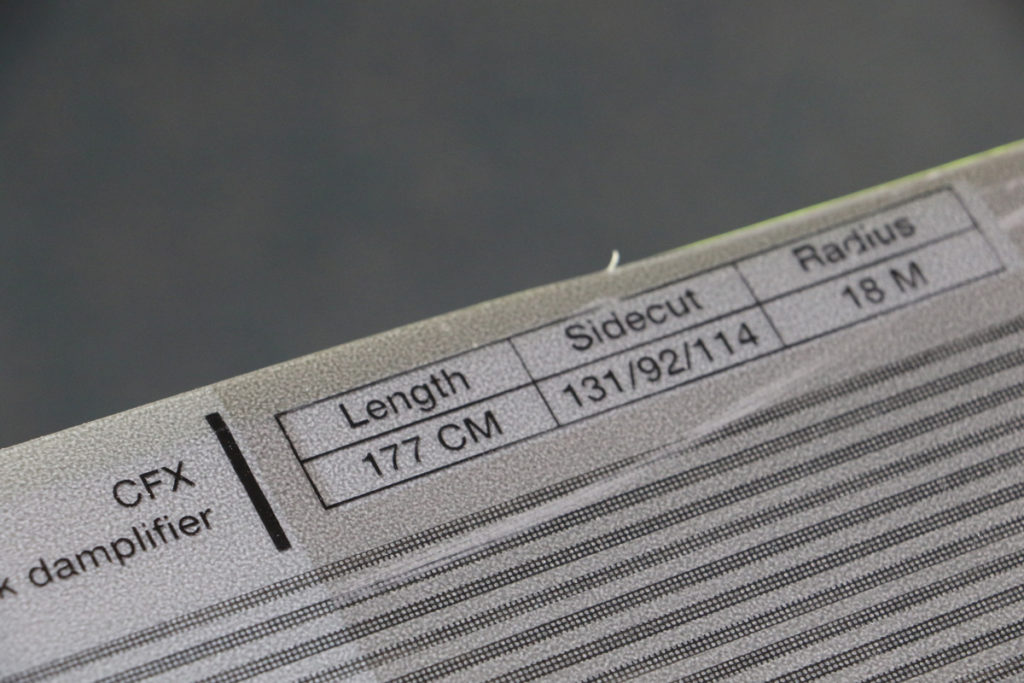 Length Sidecut Radius
177 CM 131/92/114 18 M
CFX
damplifier